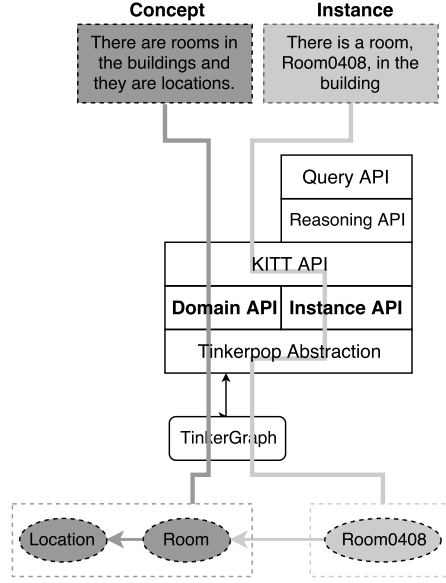 Concept
Instance
There are rooms in
the buildings and
they are locations.
There is a room,
Room0408, in the
building
Query API
Reasoning API
KITT API
Domain API
Instance API
Tinkerpop Abstraction
TinkerGraph
Location
Room
Room0408